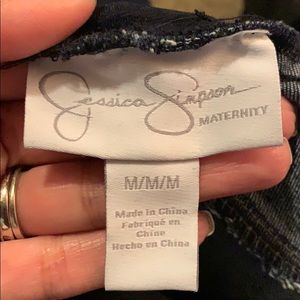 Jessica Simpson
MATERNITY
M/M/M
Made in China
Fabriqué en
Chine
Hecho en China